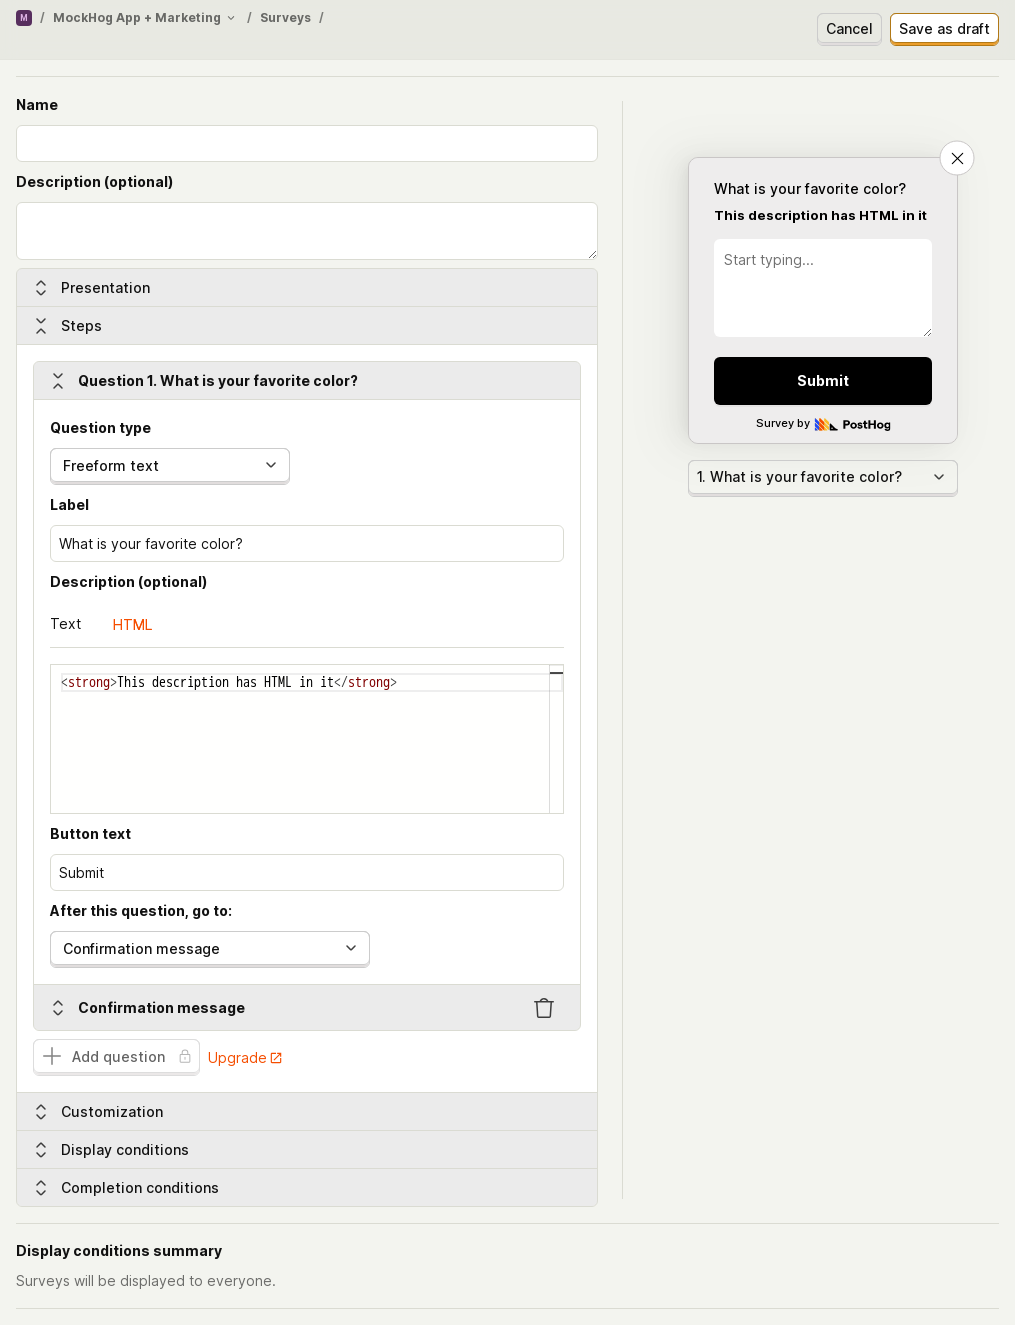 M / MockHog App + Marketing / Surveys /
Cancel
Save as draft
Name
Description (optional)
Presentation
Steps
Question 1. What is your favorite color?
Question type
Freeform text
Label
What is your favorite color?
Description (optional)
Text HTML
<strong>This description has HTML in it</strong>
Button text
Submit
After this question, go to:
Confirmation message
Confirmation message
Add question
Upgrade
Customization
Display conditions
Completion conditions
What is your favorite color?
This description has HTML in it
Start typing...
Submit
Survey by PostHog
1. What is your favorite color?
Display conditions summary
Surveys will be displayed to everyone.